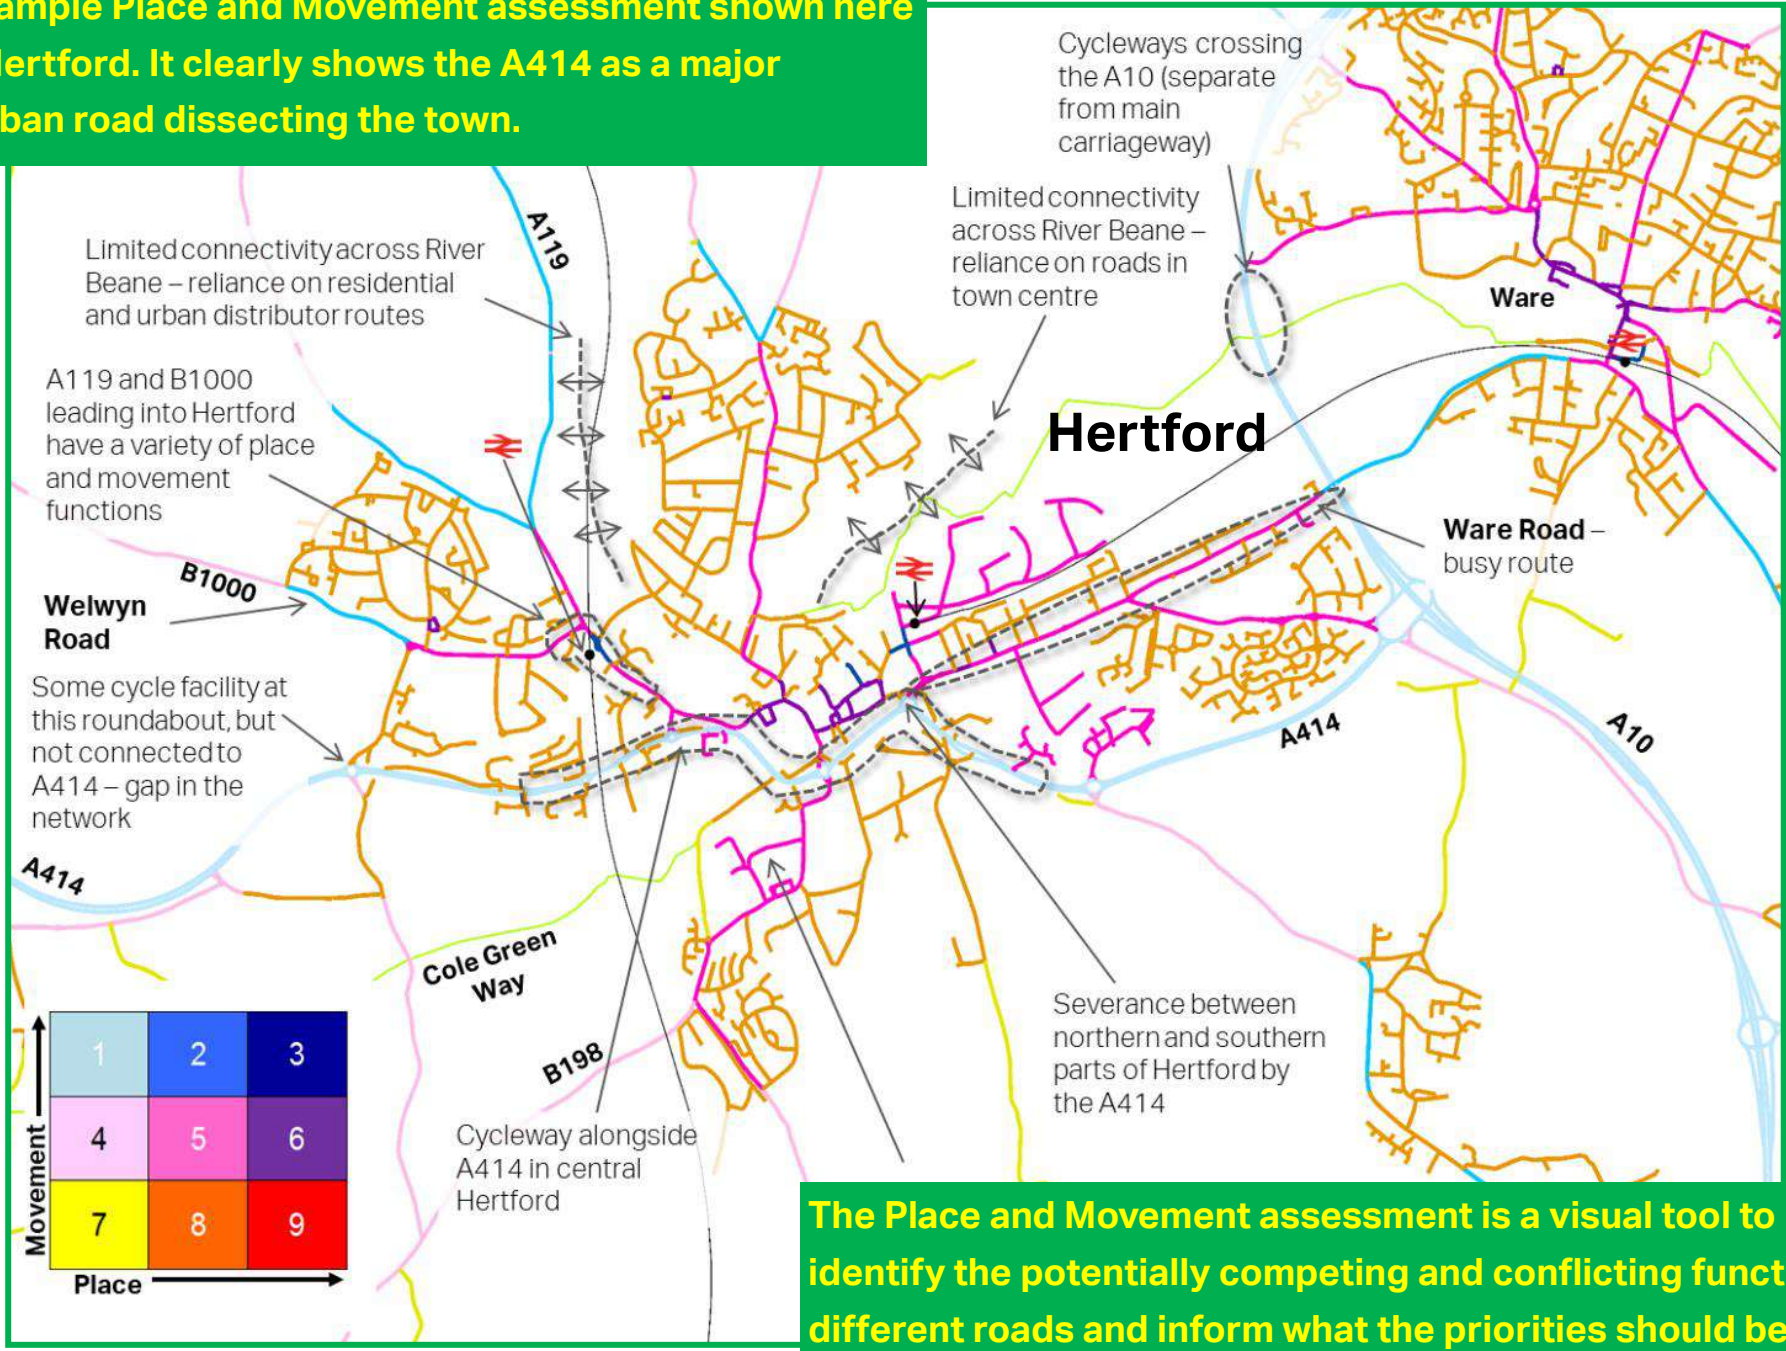 ample Place and Movement assessment shown here
Hertford. It clearly shows the A414 as a major
ban road dissecting the town.
Cycleways crossing
the A10 (separate
from main
carriageway)
Limited connectivity
across River Beane –
reliance on roads in
town centre
A119
Limited connectivity across River
Beane – reliance on residential
and urban distributor routes
Ware
A119 and B1000
leading into Hertford
have a variety of place
and movement
functions
Hertford
Ware Road –
busy route
B1000
Welwyn
Road
Some cycle facility at
this roundabout, but
not connected to
A414 – gap in the
network
A414
A10
A414
Cole Green
Way
Severance between
northern and southern
parts of Hertford by
the A414
B198
Cycleway alongside
A414 in central
Hertford
Movement
1 2 3
4 5 6
7 8 9
Place
The Place and Movement assessment is a visual tool to
identify the potentially competing and conflicting funct
different roads and inform what the priorities should be